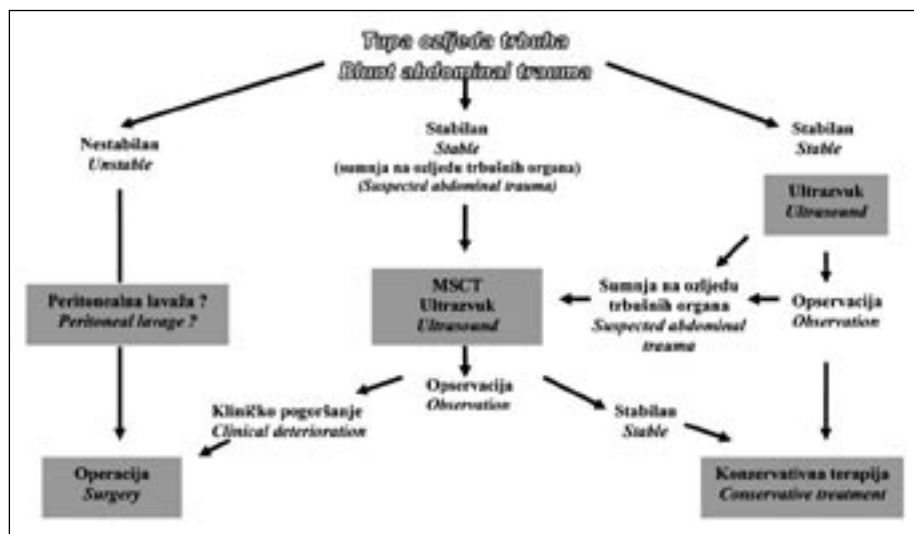 Tupa ozljeda trbuha
Blunt abdominal trauma
Nestabilan
Unstable
Stabilan
Stable
(sumnja na ozljedu trbušnih organa)
(Suspected abdominal trauma)
Stabilan
Stable
Ultrazvuk
Ultrasound
Peritonealna lavaža ?
Peritoneal lavage ?
MSCT
Ultrazvuk
Ultrasound
Sumnja na ozljedu
trbušnih organa
Suspected abdominal
trauma
Opservacija
Observation
Opservacija
Observation
Kliničko pogoršanje
Clinical deterioration
Stabilan
Stable
Operacija
Surgery
Konzervativna terapija
Conservative treatment